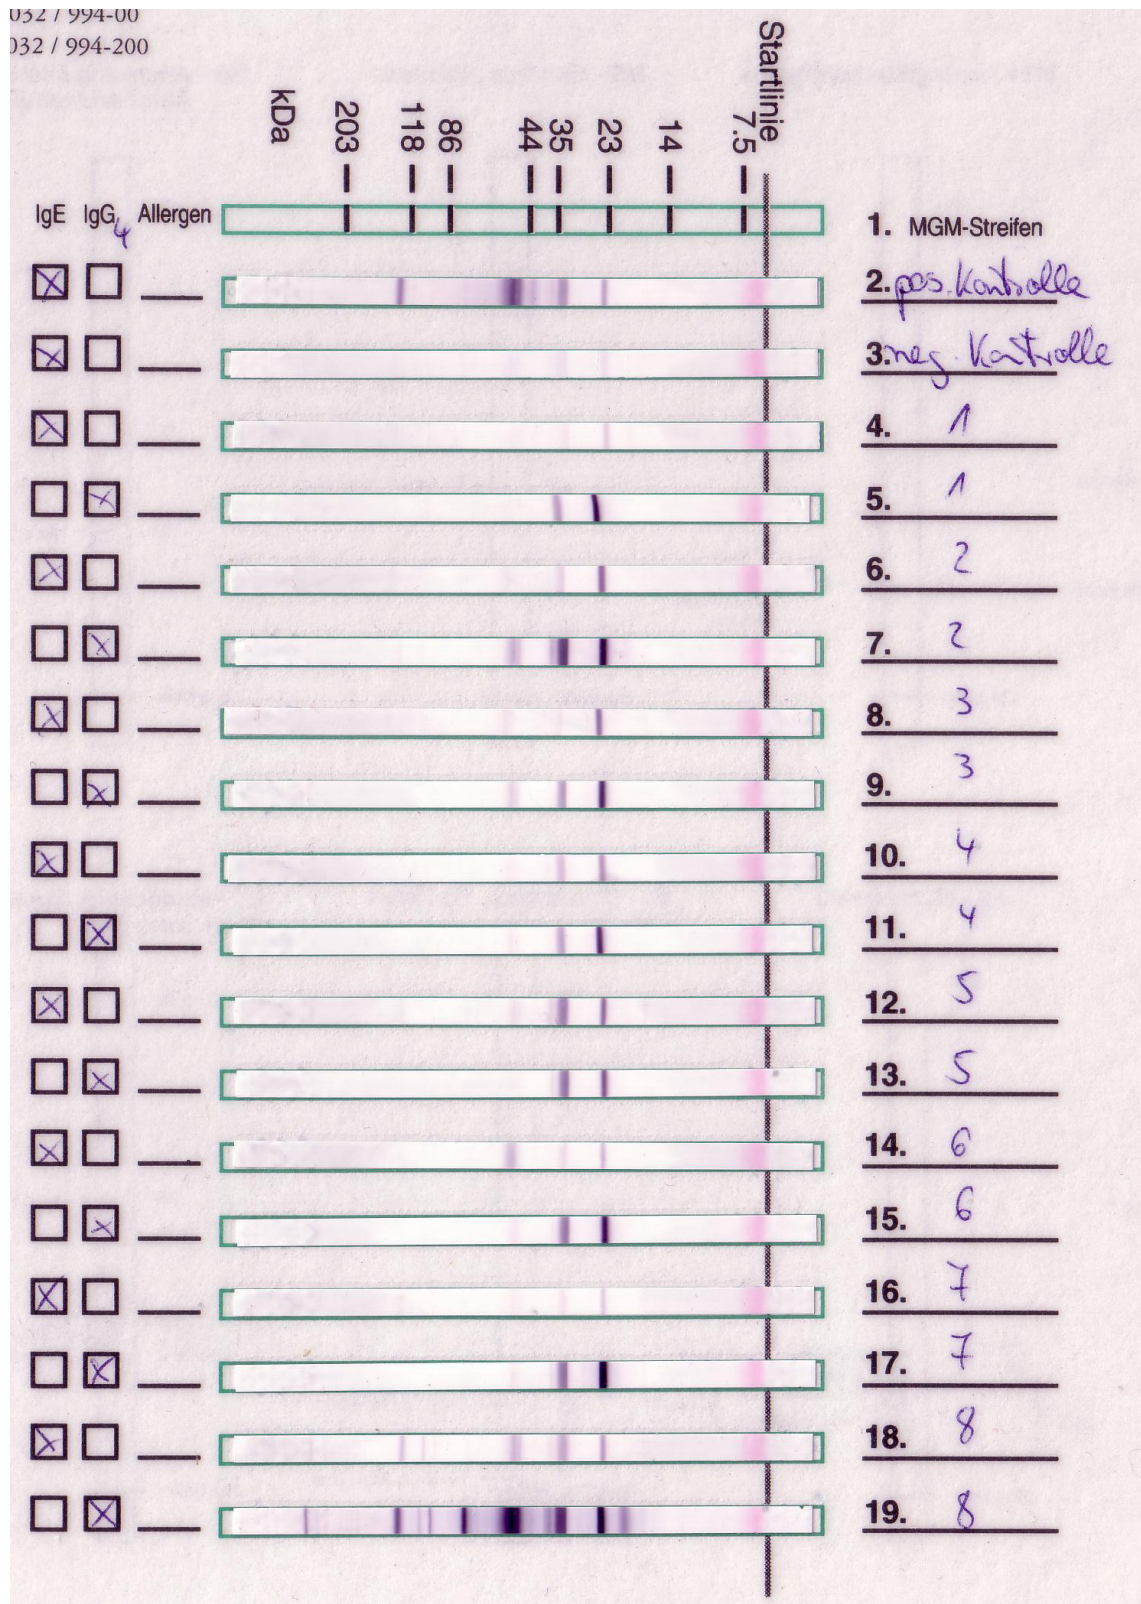 032 / 994-00
032 / 994-200
kDa 203 118 86 44 35 23 14 7.5 Startlinie
IgE IgG4 Allergen 1. MGM-Streifen
2. pos. Kontrolle
3. neg. Kontrolle
4. 1
5. 1
6. 2
7. 2
8. 3
9. 3
10. 4
11. 4
12. 5
13. 5
14. 6
15. 6
16. 7
17. 7
18. 8
19. 8